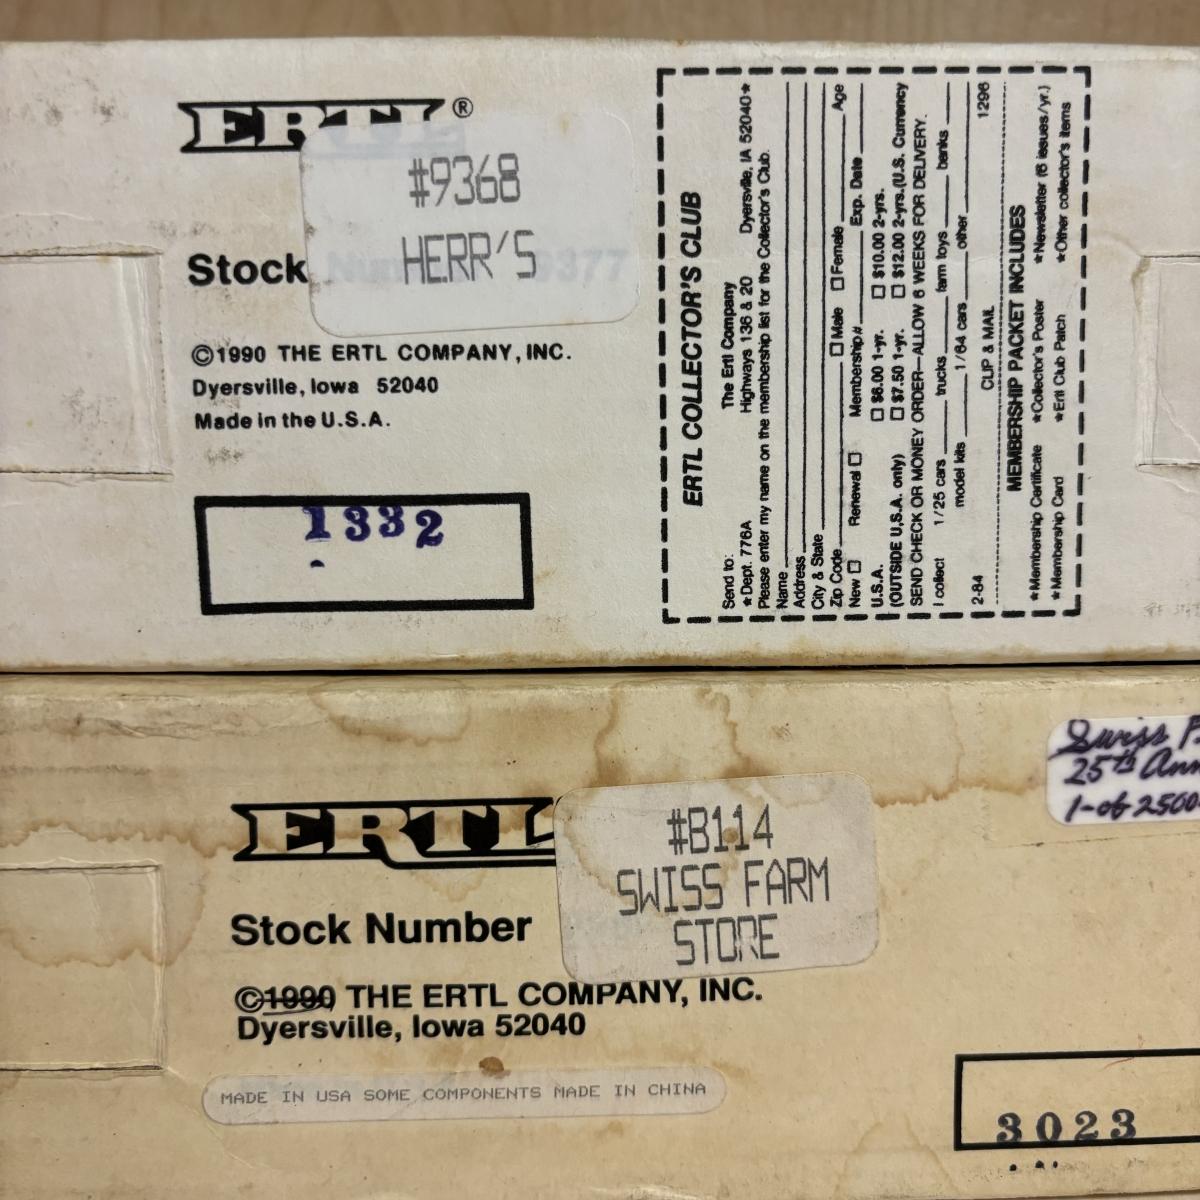 ERTL®
#9368
HERR'S
Stock Number 9377
©1990 THE ERTL COMPANY, INC.
Dyersville, Iowa 52040
Made in the U.S.A.
1332
ERTL COLLECTOR'S CLUB
Send to: The Ertl Company
★Dept. 776A Highways 136 & 20 Dyersville, IA 52040★
Please enter my name on the membership list for the Collector's Club.
Name
Address
City & State
Zip Code □ Male □ Female Age
New □ Renewal □ Membership# Exp. Date
U.S.A. □ $6.00 1-yr. □ $10.00 2-yrs.
(OUTSIDE U.S.A. only) □ $7.50 1-yr. □ $12.00 2-yrs.(U.S. Currency
SEND CHECK OR MONEY ORDER—ALLOW 6 WEEKS FOR DELIVERY.
I collect 1/25 cars trucks farm toys banks
model kits 1/64 cars other
2-84 CLIP & MAIL 1296
MEMBERSHIP PACKET INCLUDES
★Membership Certificate ★Collector's Poster ★Newsletter (6 issues/yr.)
★Membership Card ★Ertl Club Patch ★Other collector's items
Swiss
25th Ann
1-of 2500
ERTL
#B114
SWISS FARM
STORE
Stock Number
©1990 THE ERTL COMPANY, INC.
Dyersville, Iowa 52040
MADE IN USA SOME COMPONENTS MADE IN CHINA
3023